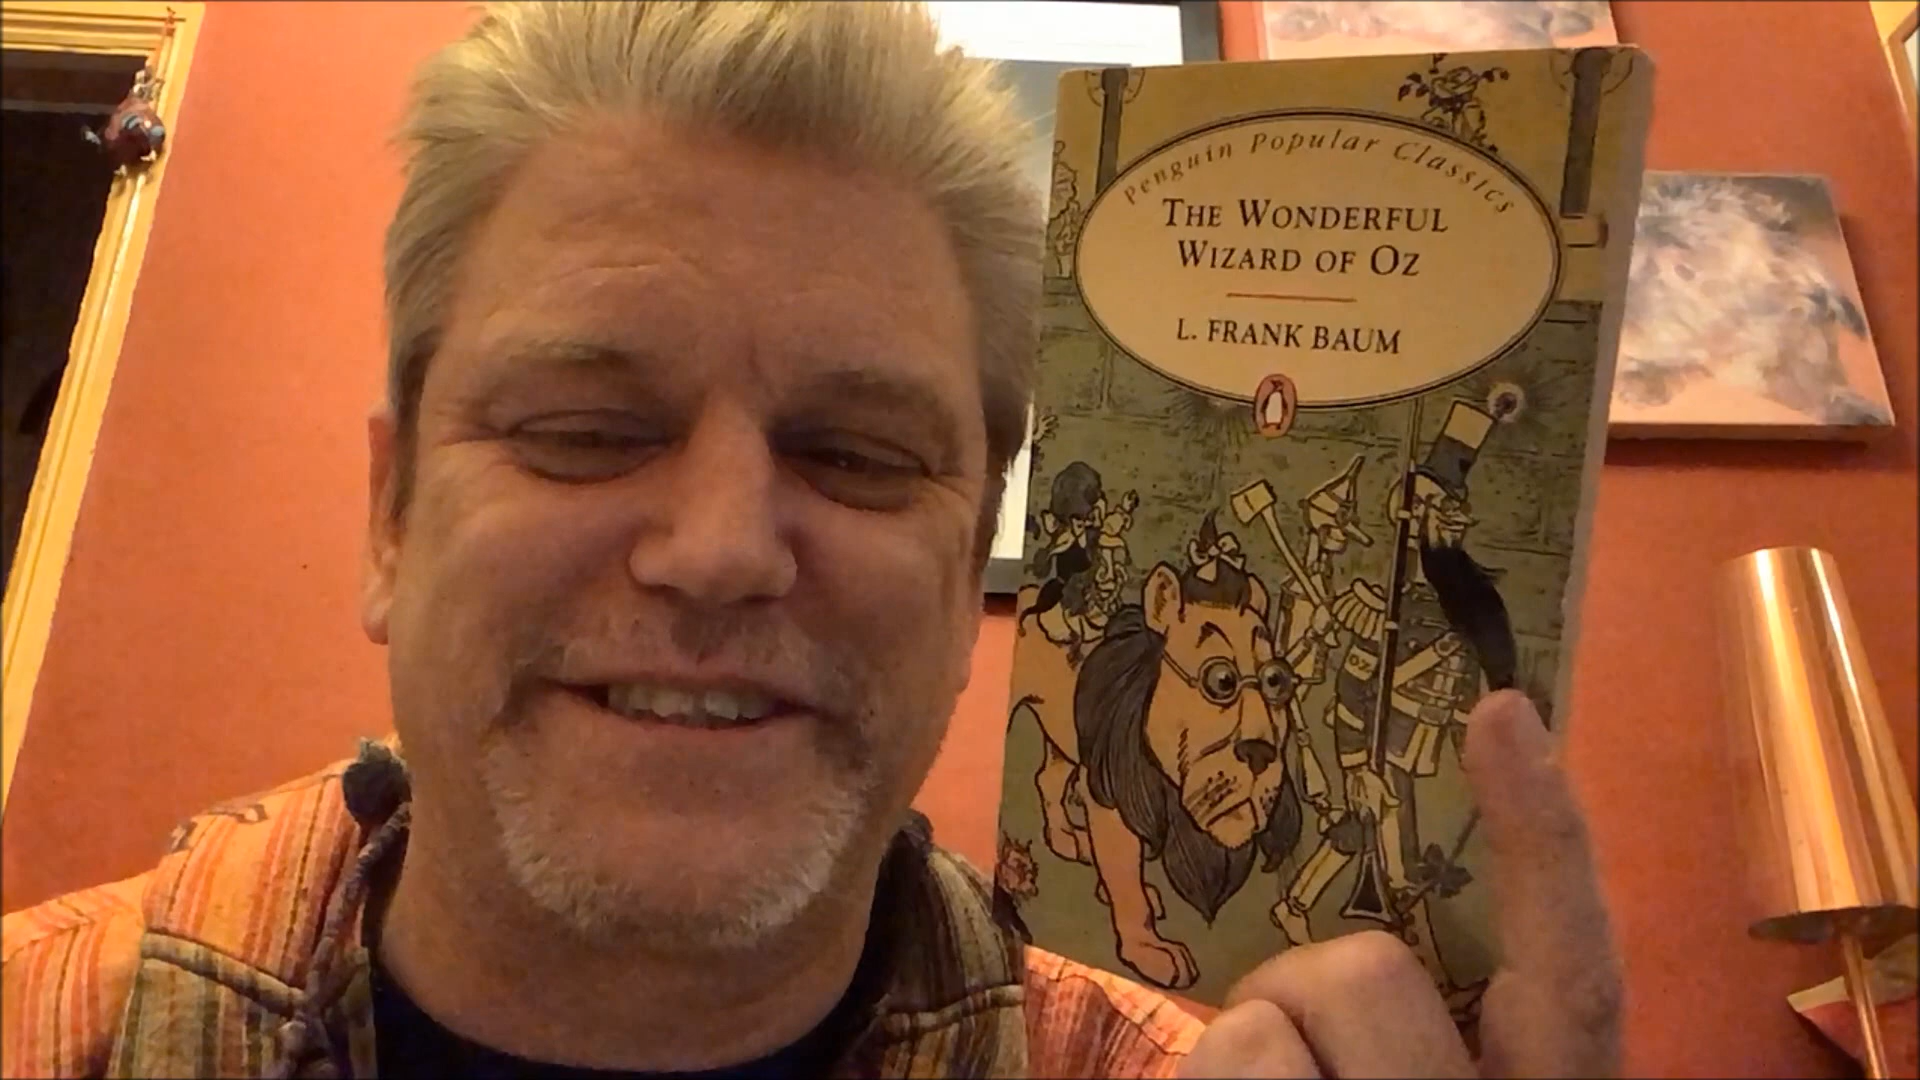 Penguin Popular Classics
THE WONDERFUL
WIZARD OF OZ
L. FRANK BAUM
OZ